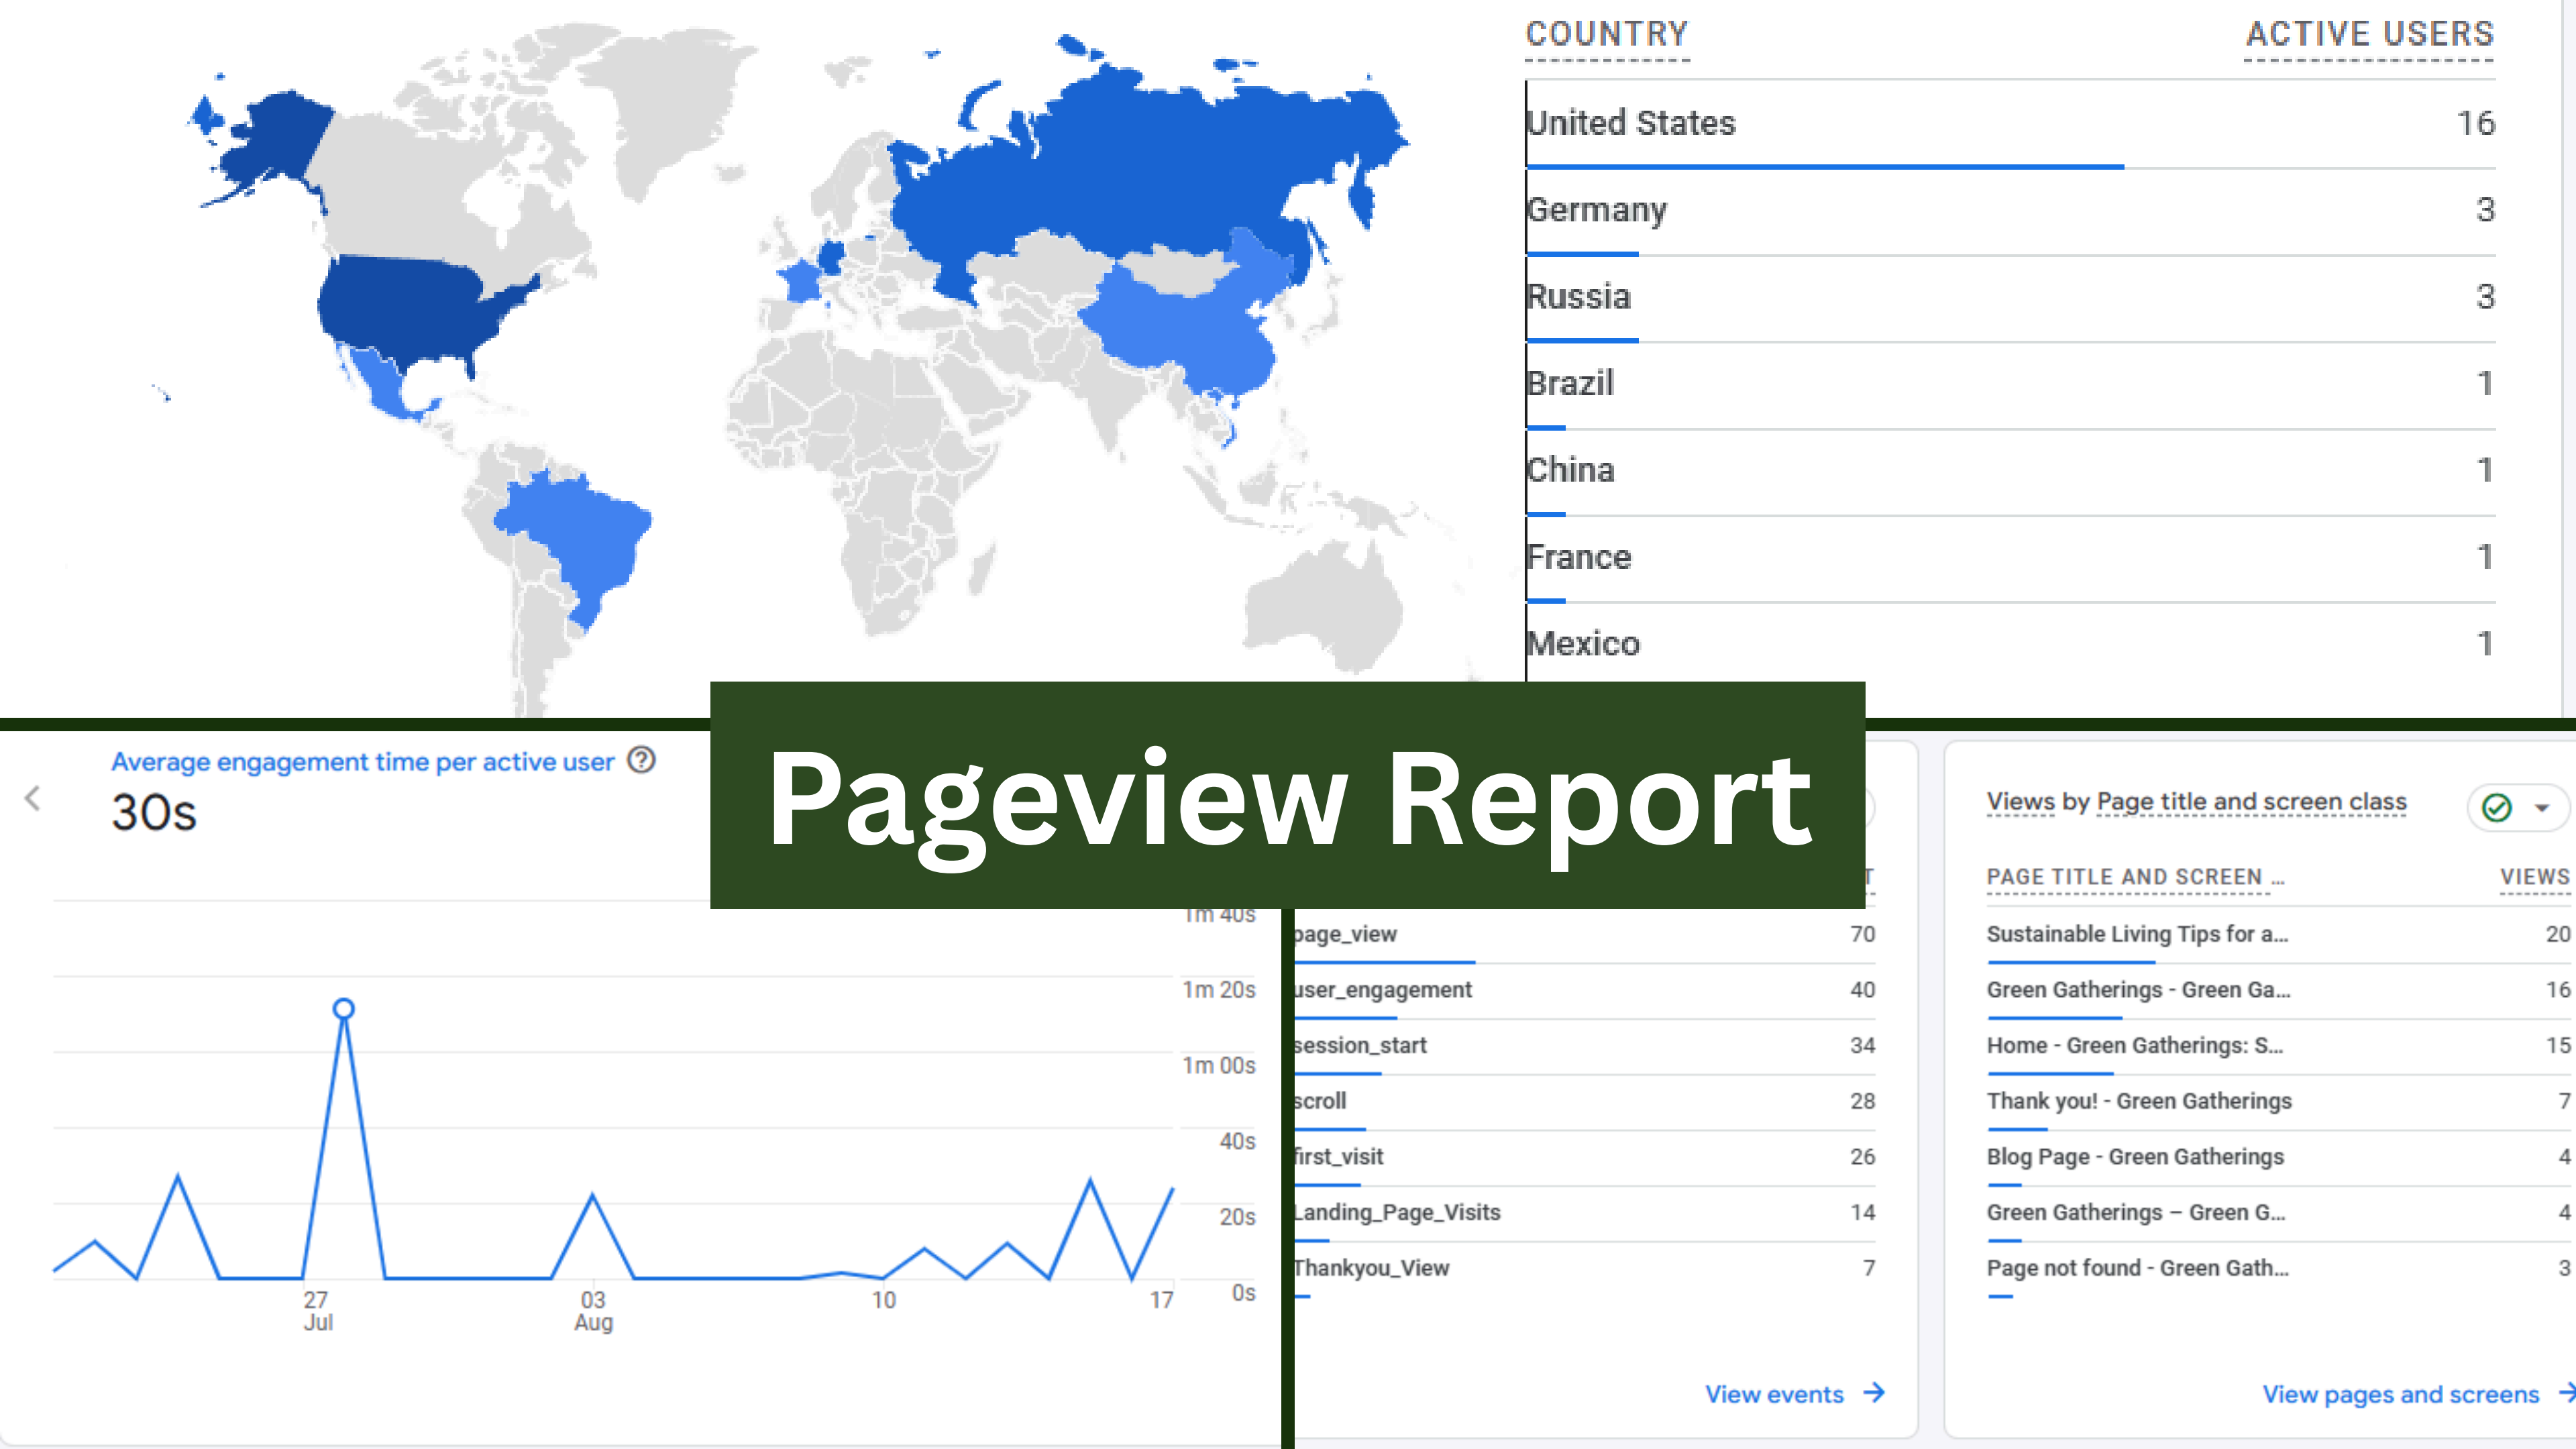 COUNTRY ACTIVE USERS
United States 16
Germany 3
Russia 3
Brazil 1
China 1
France 1
Mexico 1
Pageview Report
Average engagement time per active user
30s
1m 40s
1m 20s
1m 00s
40s
20s
0s
27 03 10 17
Jul Aug
T
page_view 70
user_engagement 40
session_start 34
scroll 28
first_visit 26
Landing_Page_Visits 14
Thankyou_View 7
View events
Views by Page title and screen class
PAGE TITLE AND SCREEN ... VIEWS
Sustainable Living Tips for a... 20
Green Gatherings - Green Ga... 16
Home - Green Gatherings: S... 15
Thank you! - Green Gatherings 7
Blog Page - Green Gatherings 4
Green Gatherings – Green G... 4
Page not found - Green Gath... 3
View pages and screens